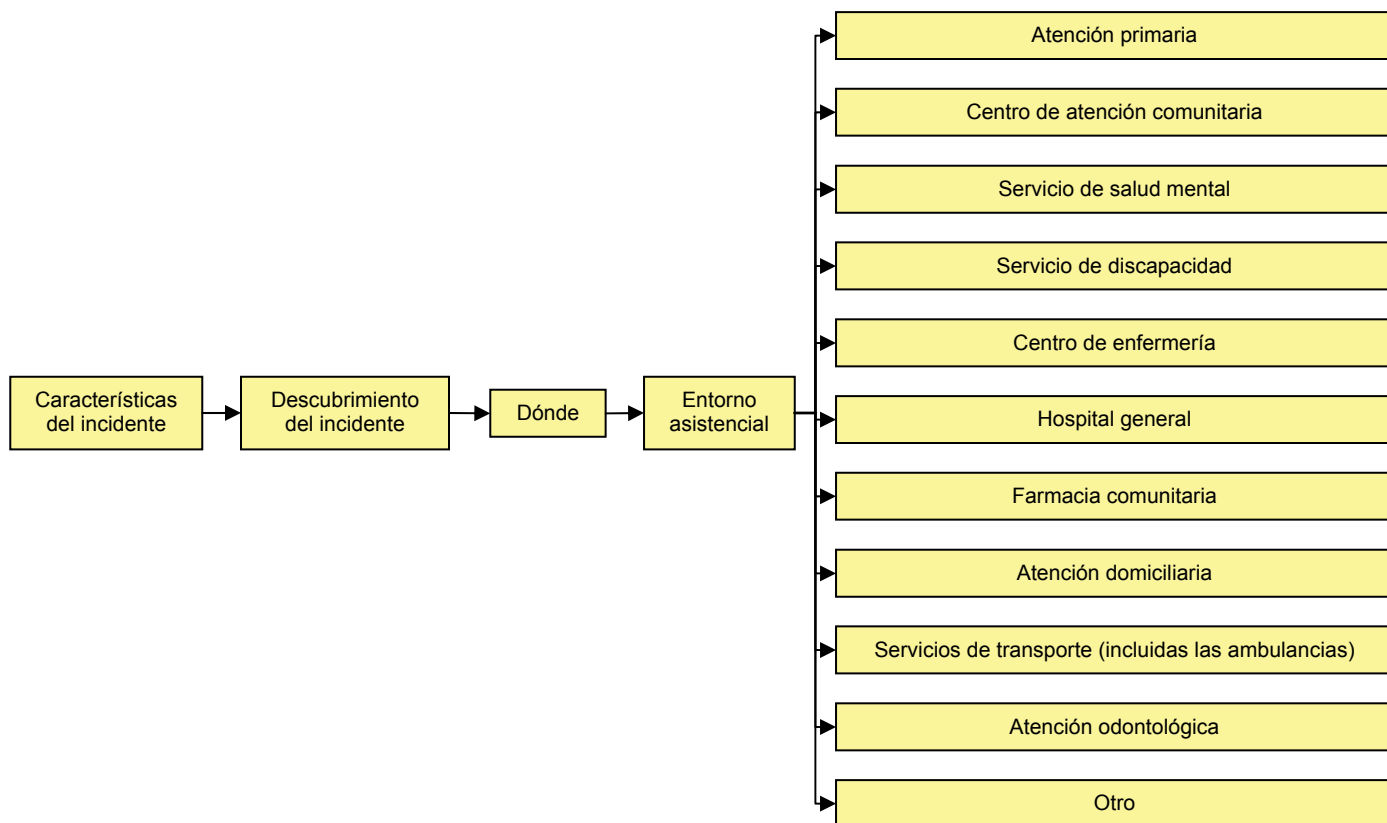 Atención primaria
Centro de atención comunitaria
Servicio de salud mental
Servicio de discapacidad
Centro de enfermería
Características
del incidente
Descubrimiento
del incidente
Dónde
Entorno
asistencial
Hospital general
Farmacia comunitaria
Atención domiciliaria
Servicios de transporte (incluidas las ambulancias)
Atención odontológica
Otro